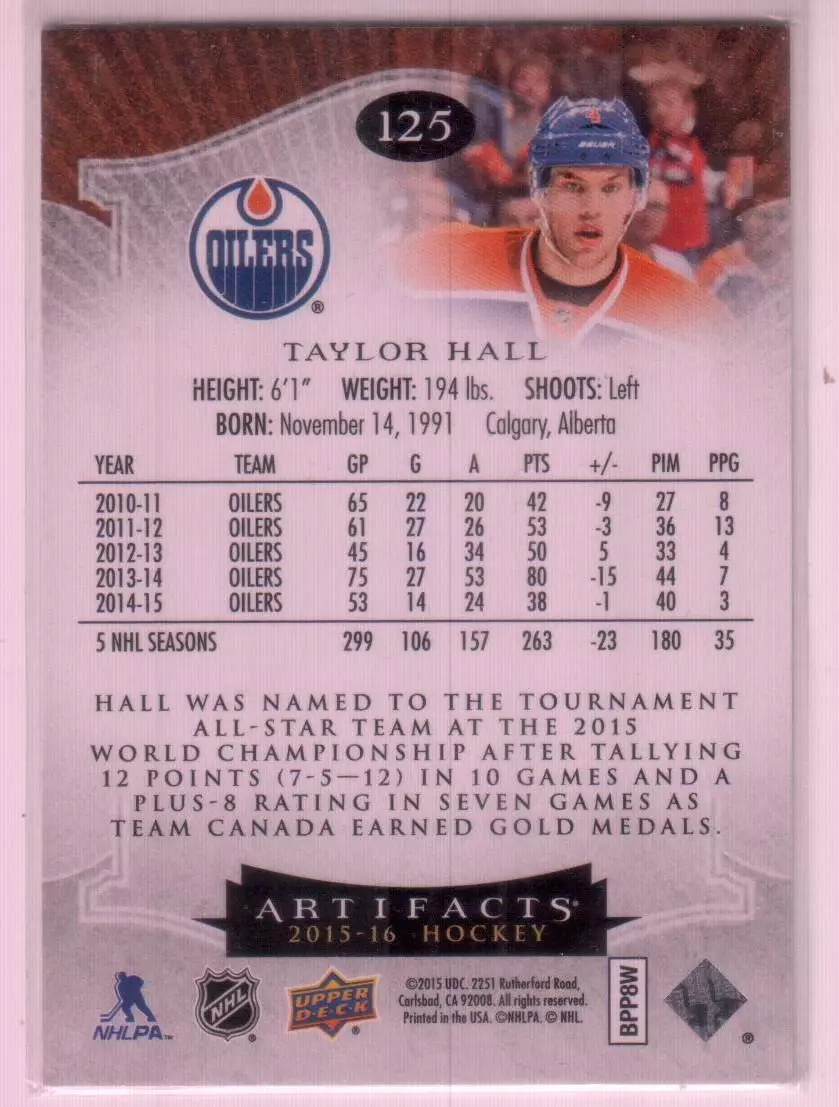 125
4
BAUER
OILERS
®
TAYLOR HALL
HEIGHT: 6'1" WEIGHT: 194 lbs. SHOOTS: Left
BORN: November 14, 1991 Calgary, Alberta
YEAR TEAM GP G A PTS +/- PIM PPG
2010-11 OILERS 65 22 20 42 -9 27 8
2011-12 OILERS 61 27 26 53 -3 36 13
2012-13 OILERS 45 16 34 50 5 33 4
2013-14 OILERS 75 27 53 80 -15 44 7
2014-15 OILERS 53 14 24 38 -1 40 3
5 NHL SEASONS 299 106 157 263 -23 180 35
HALL WAS NAMED TO THE TOURNAMENT
ALL-STAR TEAM AT THE 2015
WORLD CHAMPIONSHIP AFTER TALLYING
12 POINTS (7-5—12) IN 10 GAMES AND A
PLUS-8 RATING IN SEVEN GAMES AS
TEAM CANADA EARNED GOLD MEDALS.
ARTIFACTS®
2015-16 HOCKEY
NHLPA™
NHL®
UPPER DECK®
©2015 UDC. 2251 Rutherford Road,
Carlsbad, CA 92008. All rights reserved.
Printed in the USA. ©NHLPA. © NHL.
BPP8W
®